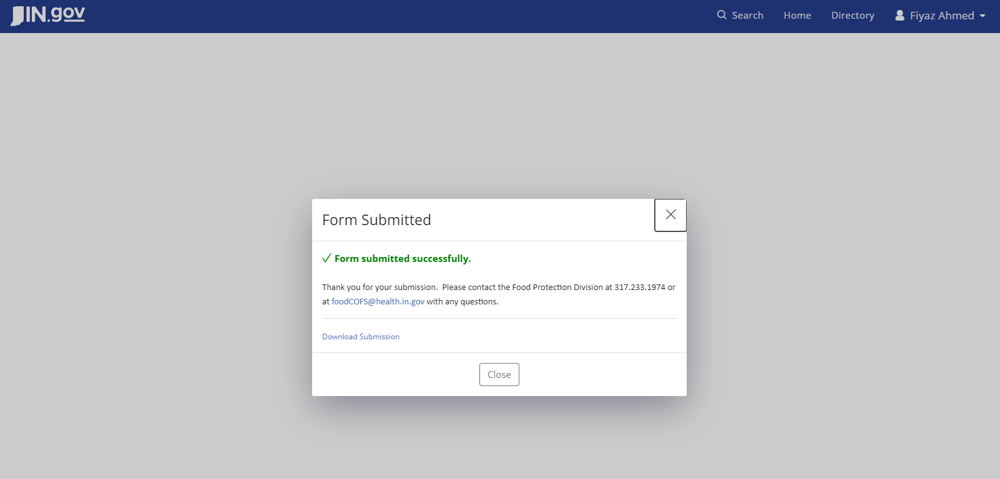 IN.gov
Search Home Directory Fiyaz Ahmed
Form Submitted
Form submitted successfully.
Thank you for your submission.  Please contact the Food Protection Division at 317.233.1974 or
at foodCOFS@health.in.gov with any questions.
Download Submission
Close